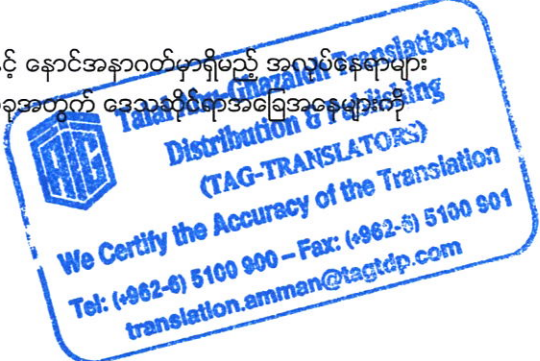 နှင့် နောင်အနာဂတ်မှာရှိမည့် အလုပ်နေရာများ
ခုအတွက် ဒေသဆိုင်ရာအခြေအနေများကို
Talal Abu-Ghazaleh Translation,
Distribution & Publishing
(TAG-TRANSLATORS)
We Certify the Accuracy of the Translation
Tel: (+962-6) 5100 900 – Fax: (+962-6) 5100 901
translation.amman@tagtdp.com